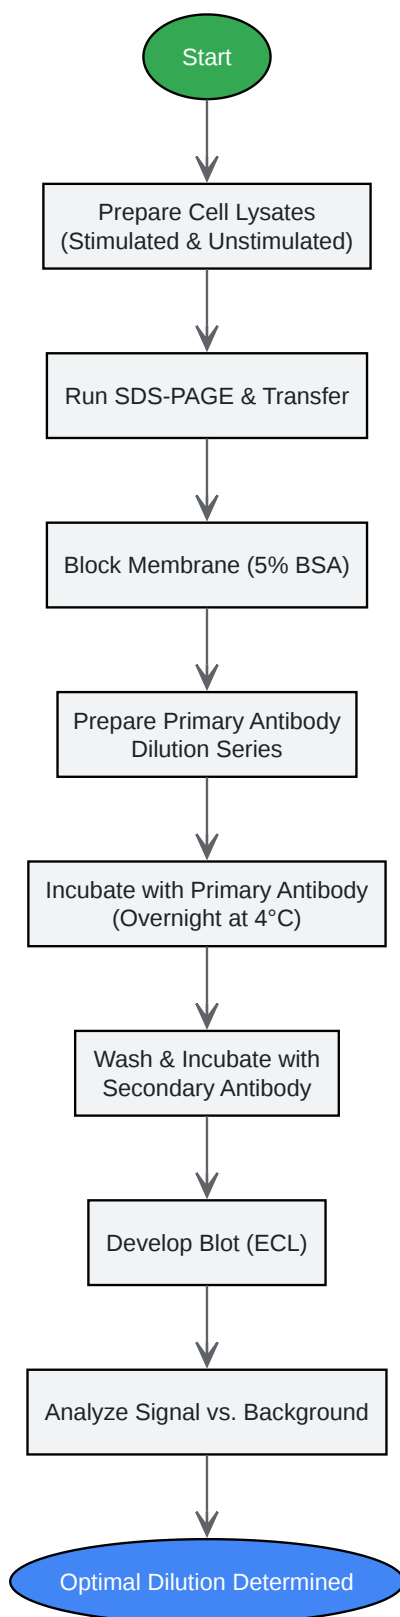 Start
Prepare Cell Lysates
(Stimulated & Unstimulated)
Run SDS-PAGE & Transfer
Block Membrane (5% BSA)
Prepare Primary Antibody
Dilution Series
Incubate with Primary Antibody
(Overnight at 4°C)
Wash & Incubate with
Secondary Antibody
Develop Blot (ECL)
Analyze Signal vs. Background
Optimal Dilution Determined